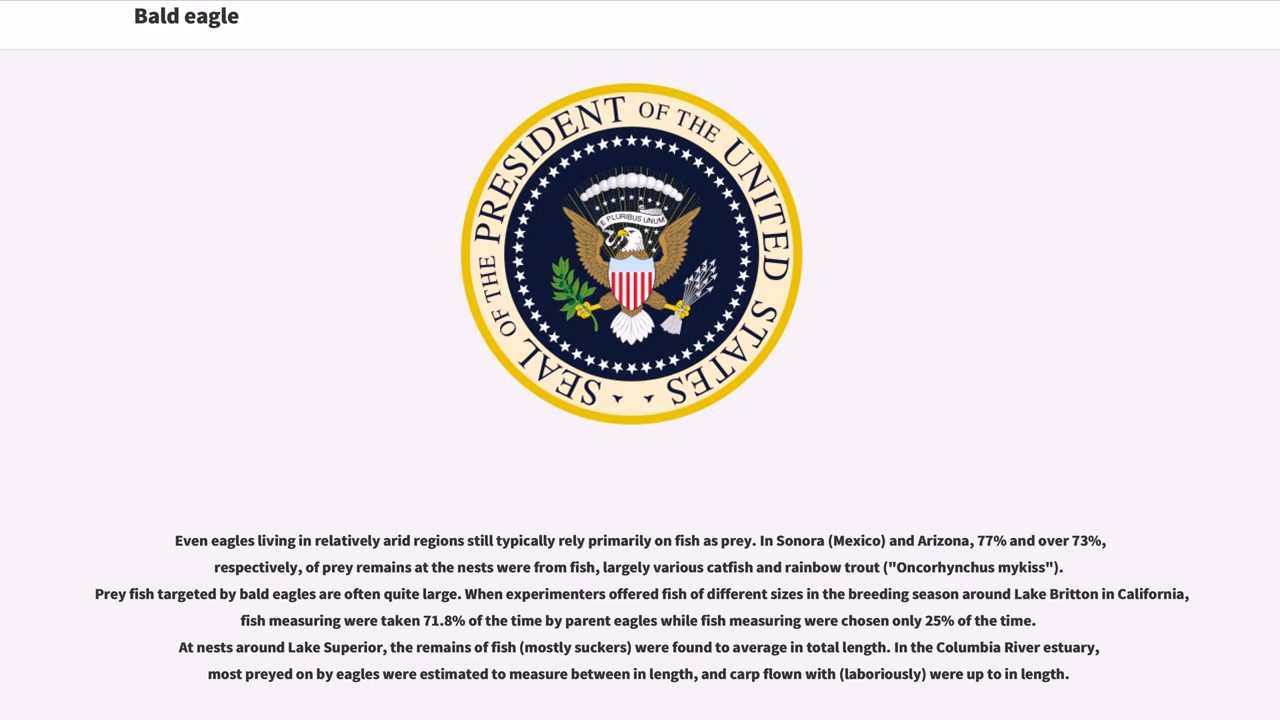 Bald eagle
SEAL OF THE PRESIDENT OF THE UNITED STATES
E PLURIBUS UNUM
Even eagles living in relatively arid regions still typically rely primarily on fish as prey. In Sonora (Mexico) and Arizona, 77% and over 73%,
respectively, of prey remains at the nests were from fish, largely various catfish and rainbow trout ("Oncorhynchus mykiss").
Prey fish targeted by bald eagles are often quite large. When experimenters offered fish of different sizes in the breeding season around Lake Britton in California,
fish measuring were taken 71.8% of the time by parent eagles while fish measuring were chosen only 25% of the time.
At nests around Lake Superior, the remains of fish (mostly suckers) were found to average in total length. In the Columbia River estuary,
most preyed on by eagles were estimated to measure between in length, and carp flown with (laboriously) were up to in length.